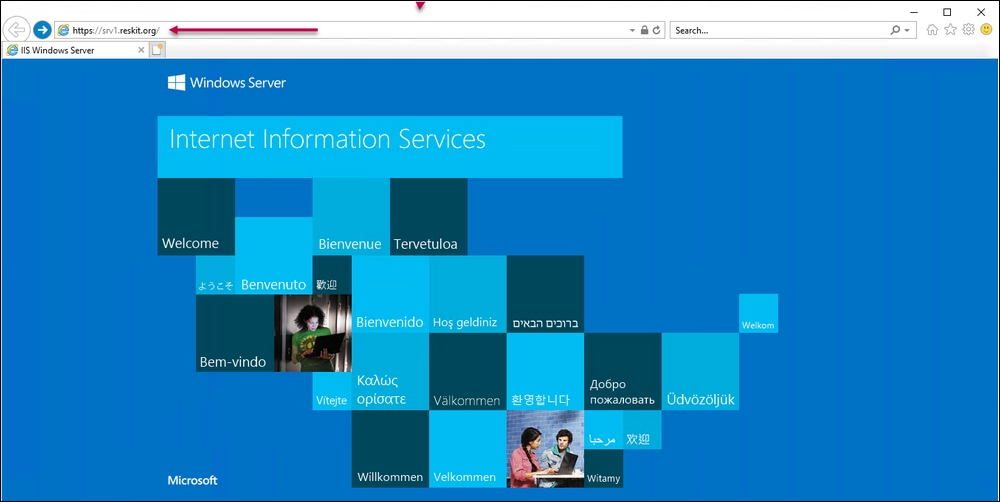 https://srv1.reskit.org/
Search...
IIS Windows Server
Windows Server
Internet Information Services
Welcome
Bienvenue
Tervetuloa
ようこそ
Benvenuto
歡迎
Bienvenido
Hoş geldiniz
ברוכים הבאים
Welkom
Bem-vindo
Vítejte
Καλώς
ορίσατε
Välkommen
환영합니다
Добро
пожаловать
Üdvözöljük
مرحبا
欢迎
Willkommen
Velkommen
Witamy
Microsoft